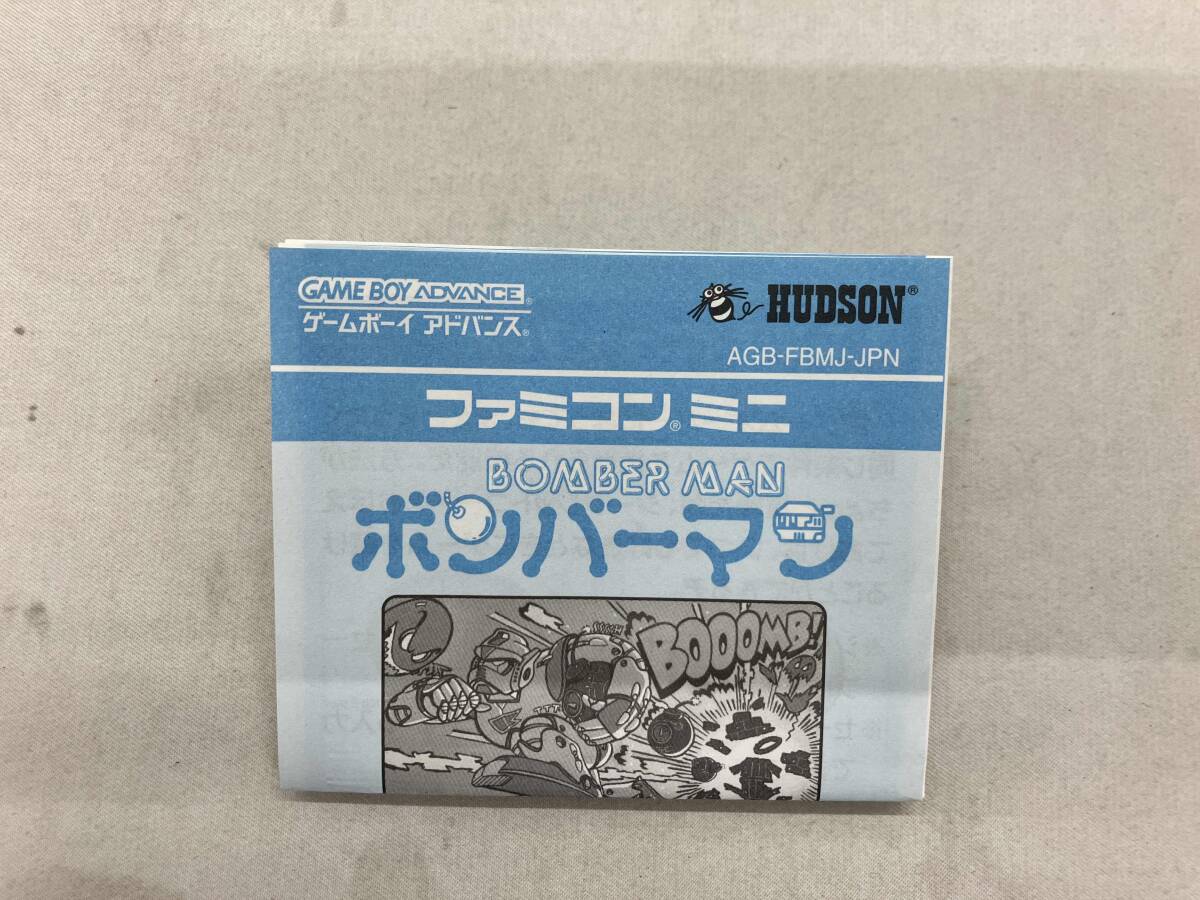 GAME BOY ADVANCE®
ゲームボーイ アドバンス®
HUDSON®
AGB-FBMJ-JPN
ファミコン®ミニ
BOMBER MAN
ボンバーマン
SSSGH
BOOOMB!